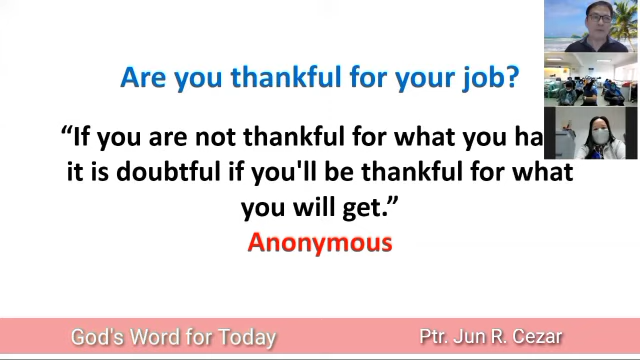 Are you thankful for your job?
“If you are not thankful for what you ha
it is doubtful if you'll be thankful for what
you will get.”
Anonymous
God's Word for Today
Ptr. Jun R. Cezar